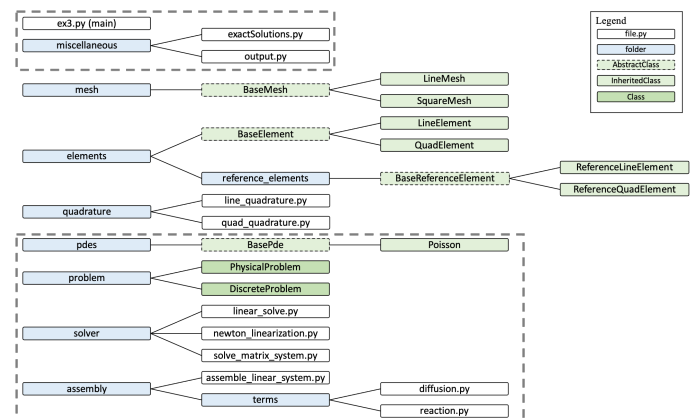 ex3.py (main)
miscellaneous
exactSolutions.py
output.py
Legend
file.py
folder
AbstractClass
InheritedClass
Class
mesh
BaseMesh
LineMesh
SquareMesh
elements
BaseElement
LineElement
QuadElement
reference_elements
BaseReferenceElement
ReferenceLineElement
ReferenceQuadElement
quadrature
line_quadrature.py
quad_quadrature.py
pdes
BasePde
Poisson
problem
PhysicalProblem
DiscreteProblem
solver
linear_solve.py
newton_linearization.py
solve_matrix_system.py
assembly
assemble_linear_system.py
terms
diffusion.py
reaction.py